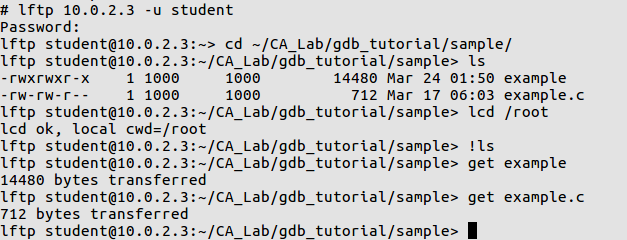 # lftp 10.0.2.3 -u student
Password:
lftp student@10.0.2.3:~> cd ~/CA_Lab/gdb_tutorial/sample/
lftp student@10.0.2.3:~/CA_Lab/gdb_tutorial/sample> ls
-rwxrwxr-x    1 1000     1000        14480 Mar 24 01:50 example
-rw-rw-r--    1 1000     1000          712 Mar 17 06:03 example.c
lftp student@10.0.2.3:~/CA_Lab/gdb_tutorial/sample> lcd /root
lcd ok, local cwd=/root
lftp student@10.0.2.3:~/CA_Lab/gdb_tutorial/sample> !ls
lftp student@10.0.2.3:~/CA_Lab/gdb_tutorial/sample> get example
14480 bytes transferred
lftp student@10.0.2.3:~/CA_Lab/gdb_tutorial/sample> get example.c
712 bytes transferred
lftp student@10.0.2.3:~/CA_Lab/gdb_tutorial/sample>